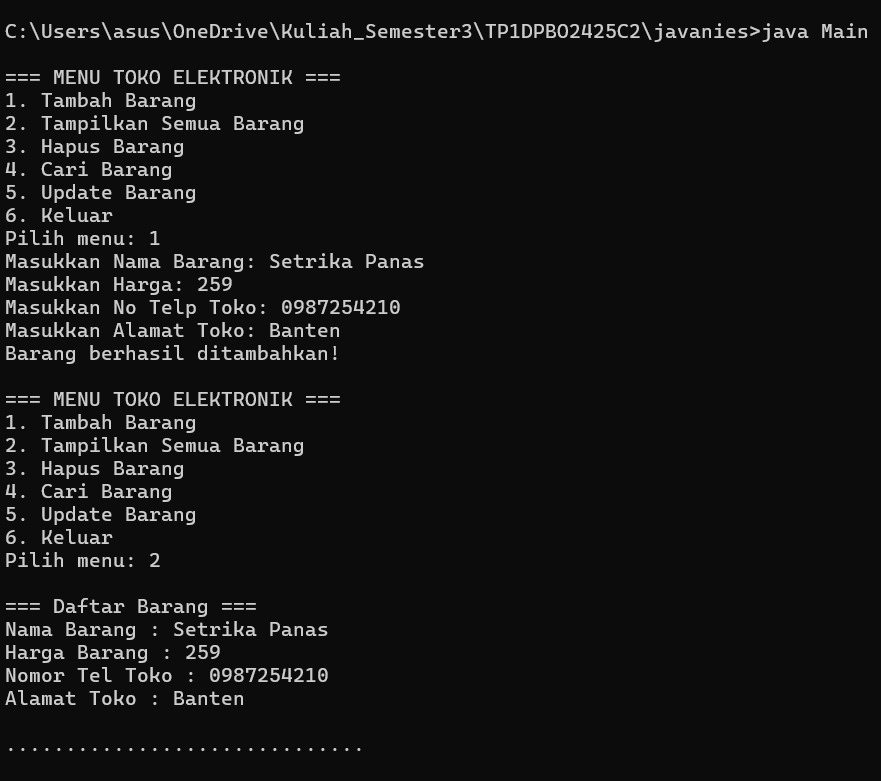 C:\Users\asus\OneDrive\Kuliah_Semester3\TP1DPBO2425C2\javanies>java Main
=== MENU TOKO ELEKTRONIK ===
1. Tambah Barang
2. Tampilkan Semua Barang
3. Hapus Barang
4. Cari Barang
5. Update Barang
6. Keluar
Pilih menu: 1
Masukkan Nama Barang: Setrika Panas
Masukkan Harga: 259
Masukkan No Telp Toko: 0987254210
Masukkan Alamat Toko: Banten
Barang berhasil ditambahkan!
=== MENU TOKO ELEKTRONIK ===
1. Tambah Barang
2. Tampilkan Semua Barang
3. Hapus Barang
4. Cari Barang
5. Update Barang
6. Keluar
Pilih menu: 2
=== Daftar Barang ===
Nama Barang : Setrika Panas
Harga Barang : 259
Nomor Tel Toko : 0987254210
Alamat Toko : Banten
..............................